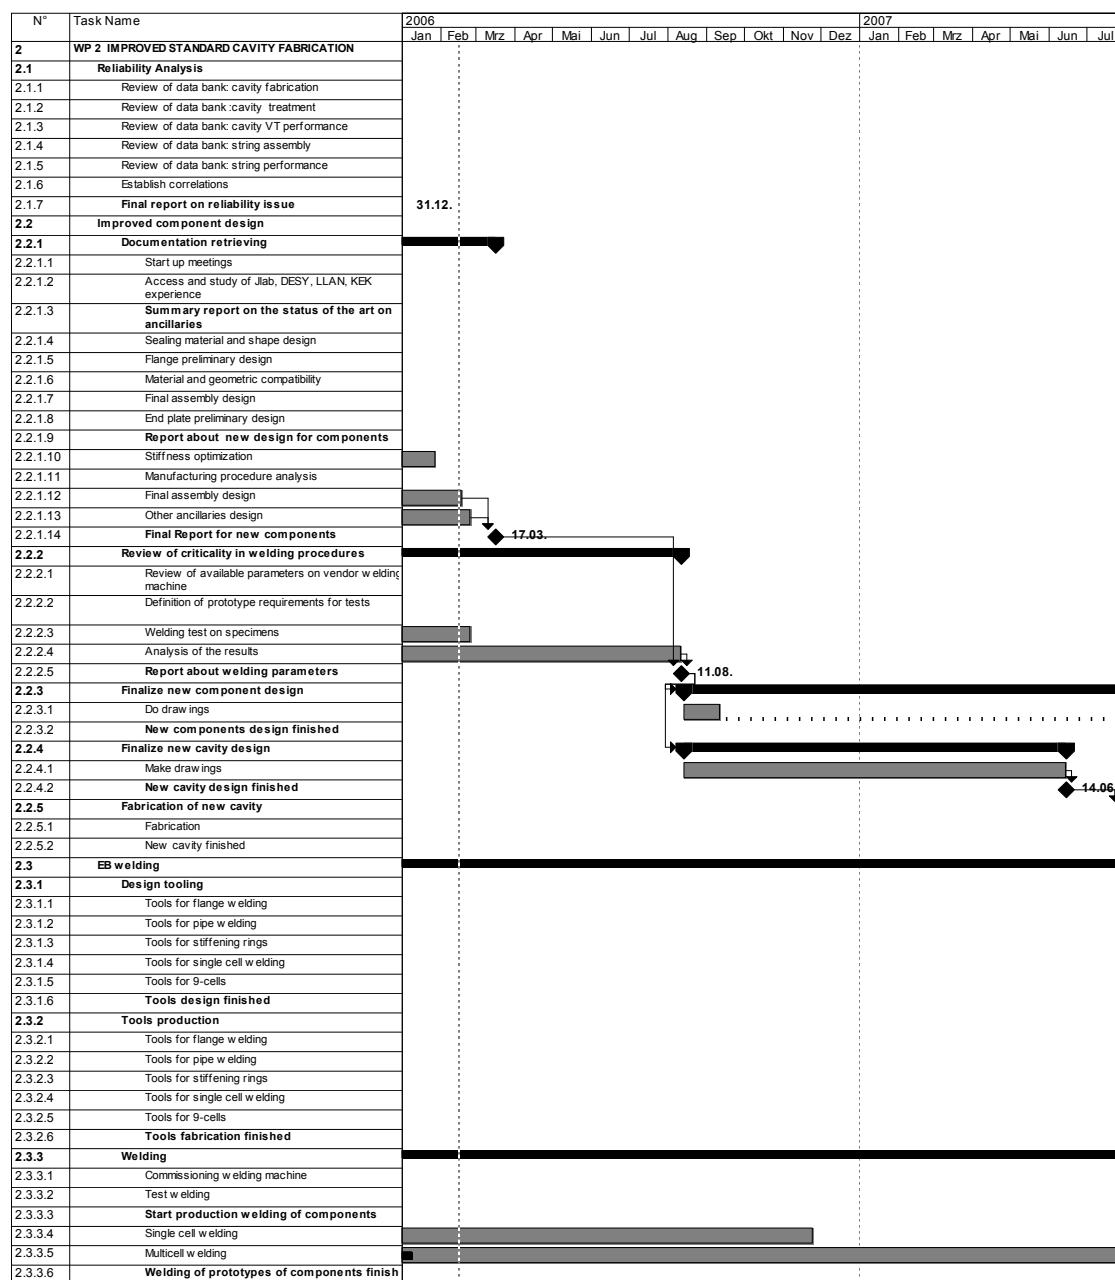 N° Task Name 2006 2007
Jan Feb Mrz Apr Mai Jun Jul Aug Sep Okt Nov Dez Jan Feb Mrz Apr Mai Jun Jul
2 WP 2 IMPROVED STANDARD CAVITY FABRICATION
2.1 Reliability Analysis
2.1.1 Review of data bank: cavity fabrication
2.1.2 Review of data bank :cavity treatment
2.1.3 Review of data bank: cavity VT performance
2.1.4 Review of data bank: string assembly
2.1.5 Review of data bank: string performance
2.1.6 Establish correlations
2.1.7 Final report on reliability issue 31.12.
2.2 Improved component design
2.2.1 Documentation retrieving
2.2.1.1 Start up meetings
2.2.1.2 Access and study of Jlab, DESY, LLAN, KEK
experience
2.2.1.3 Summary report on the status of the art on
ancillaries
2.2.1.4 Sealing material and shape design
2.2.1.5 Flange preliminary design
2.2.1.6 Material and geometric compatibility
2.2.1.7 Final assembly design
2.2.1.8 End plate preliminary design
2.2.1.9 Report about new design for components
2.2.1.10 Stiffness optimization
2.2.1.11 Manufacturing procedure analysis
2.2.1.12 Final assembly design
2.2.1.13 Other ancillaries design
2.2.1.14 Final Report for new components 17.03.
2.2.2 Review of criticality in welding procedures
2.2.2.1 Review of available parameters on vendor welding
machine
2.2.2.2 Definition of prototype requirements for tests
2.2.2.3 Welding test on specimens
2.2.2.4 Analysis of the results
2.2.2.5 Report about welding parameters 11.08.
2.2.3 Finalize new component design
2.2.3.1 Do drawings
2.2.3.2 New components design finished
2.2.4 Finalize new cavity design
2.2.4.1 Make drawings
2.2.4.2 New cavity design finished 14.06
2.2.5 Fabrication of new cavity
2.2.5.1 Fabrication
2.2.5.2 New cavity finished
2.3 EB welding
2.3.1 Design tooling
2.3.1.1 Tools for flange welding
2.3.1.2 Tools for pipe welding
2.3.1.3 Tools for stiffening rings
2.3.1.4 Tools for single cell welding
2.3.1.5 Tools for 9-cells
2.3.1.6 Tools design finished
2.3.2 Tools production
2.3.2.1 Tools for flange welding
2.3.2.2 Tools for pipe welding
2.3.2.3 Tools for stiffening rings
2.3.2.4 Tools for single cell welding
2.3.2.5 Tools for 9-cells
2.3.2.6 Tools fabrication finished
2.3.3 Welding
2.3.3.1 Commissioning welding machine
2.3.3.2 Test welding
2.3.3.3 Start production welding of components
2.3.3.4 Single cell welding
2.3.3.5 Multicell welding
2.3.3.6 Welding of prototypes of components finish